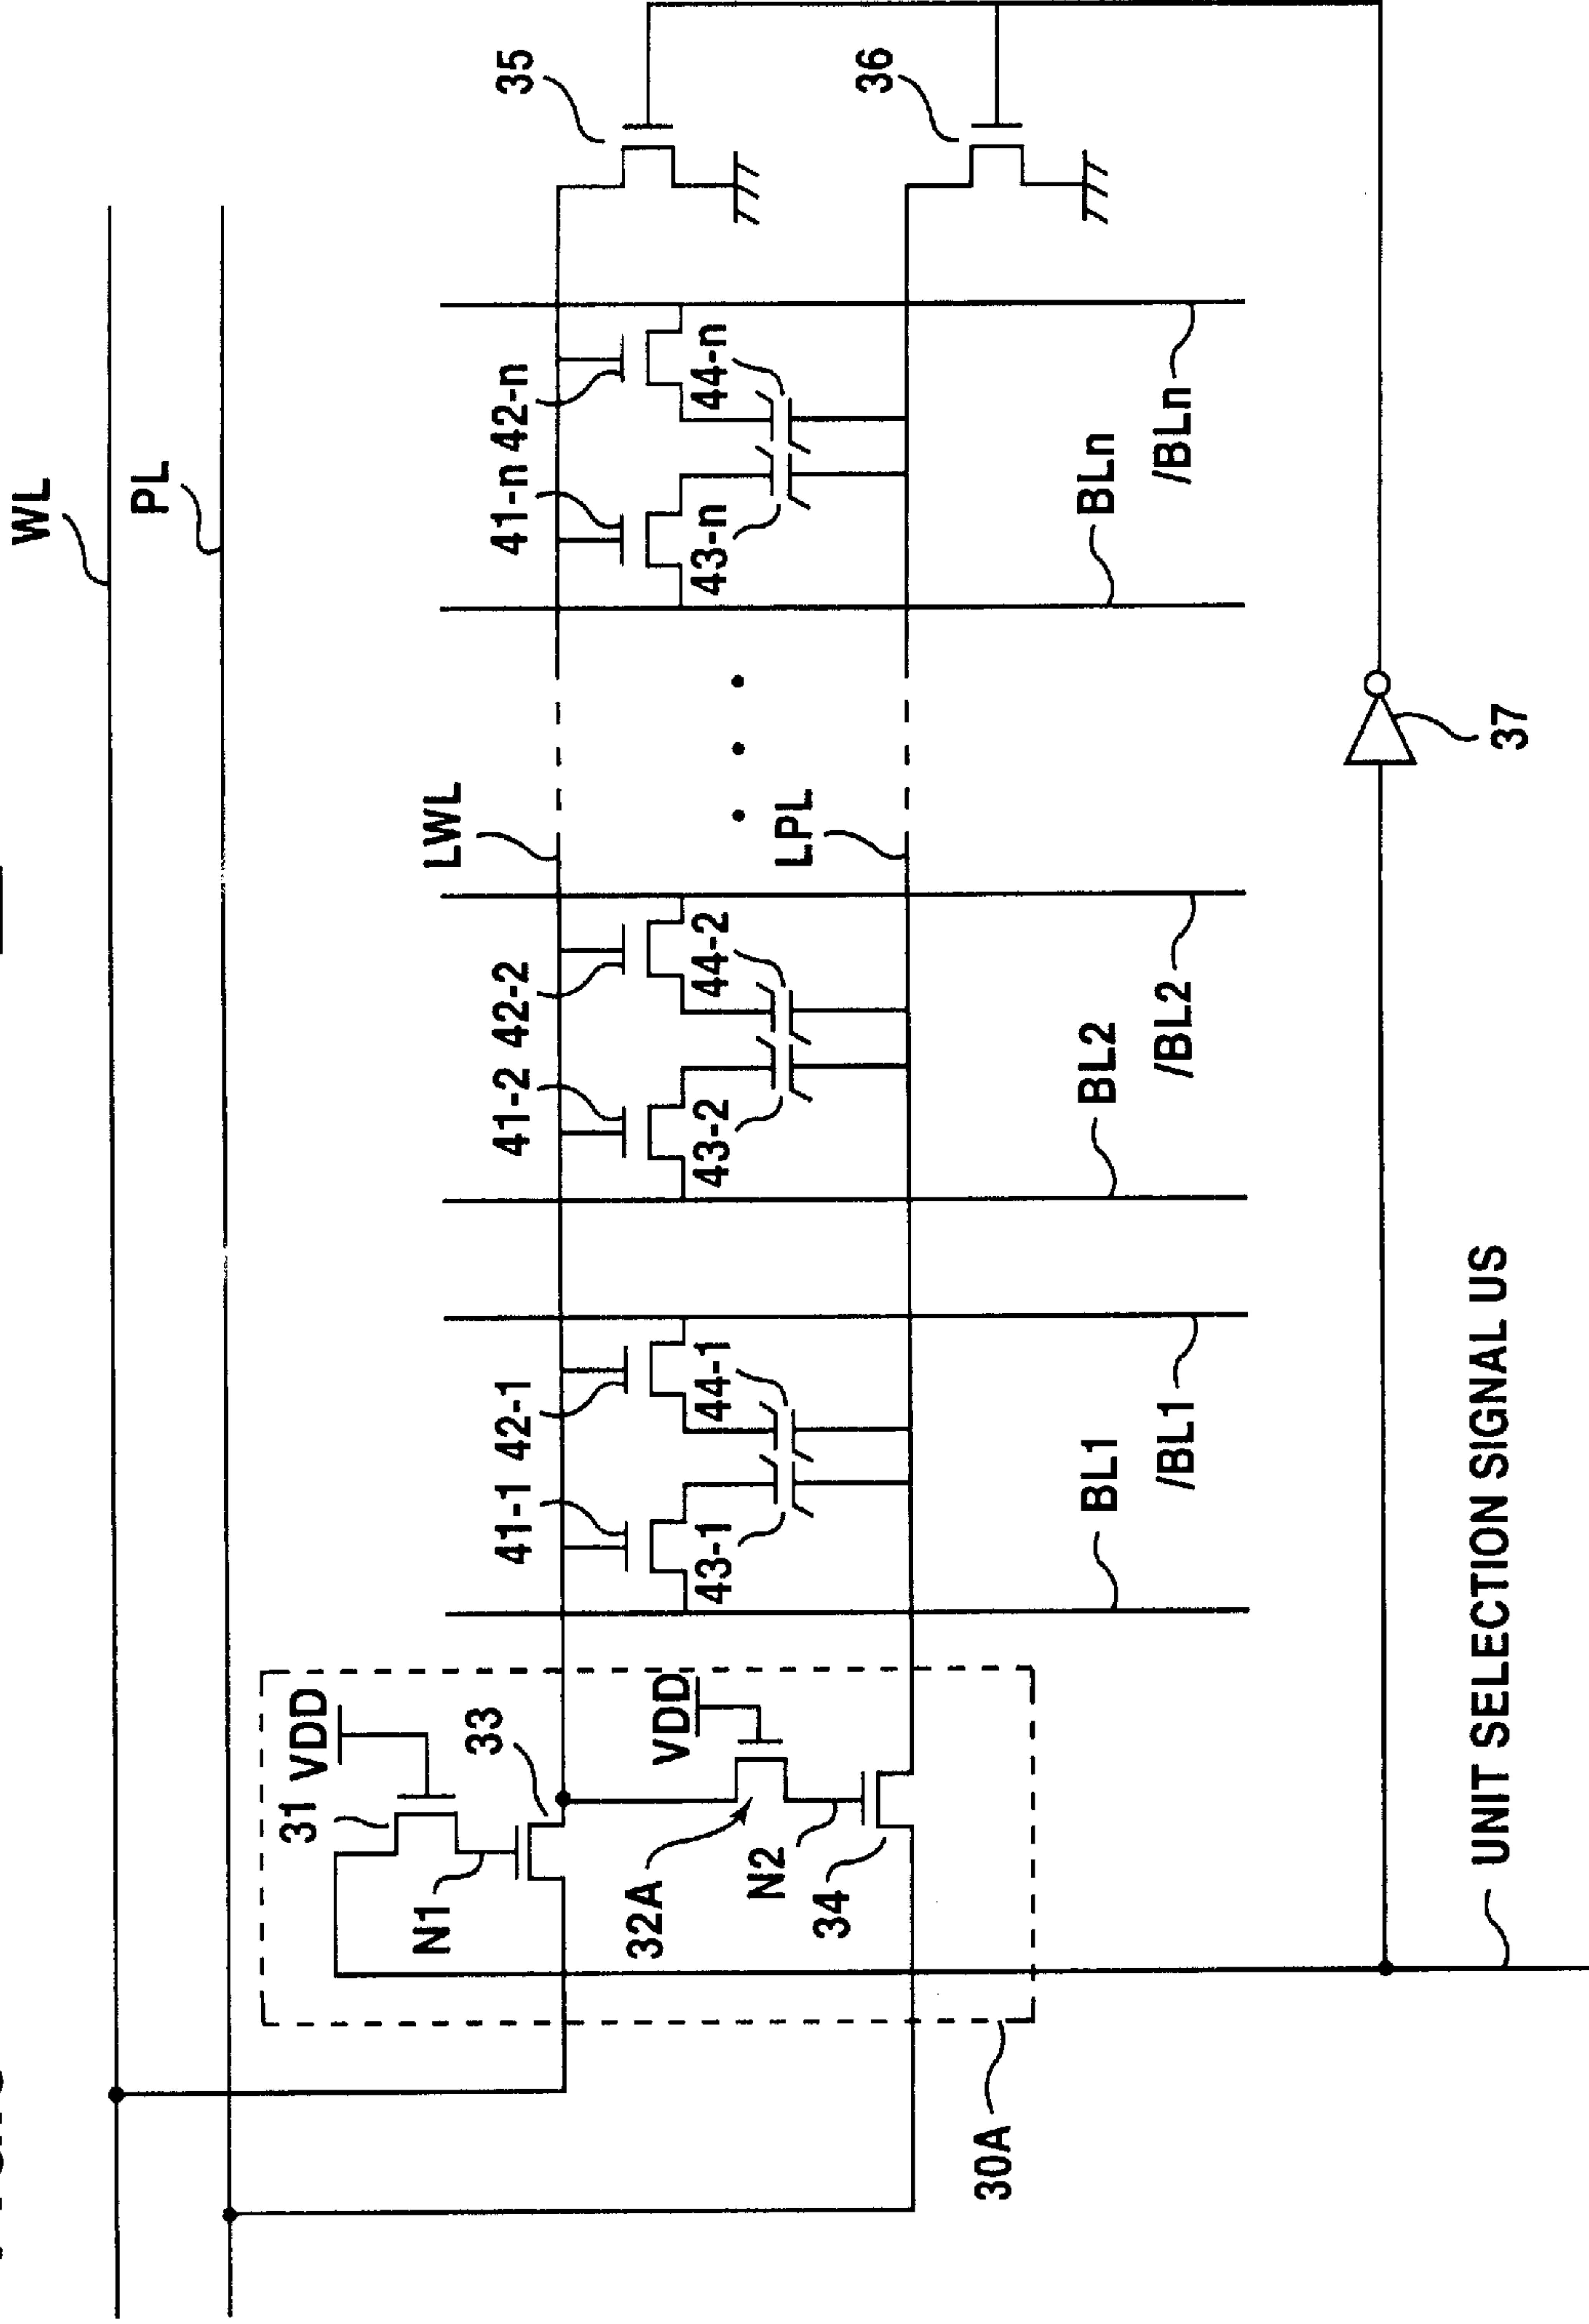 WL
PL
35
36
41-n 42-n
43-n 44-n
BLn
/BLn
LWL
LPL
37
41-2 42-2
43-2 44-2
BL2
/BL2
41-1 42-1
43-1 44-1
BL1
/BL1
31 VDD
33
N1
VDD
32A
N2
34
30A
UNIT SELECTION SIGNAL US